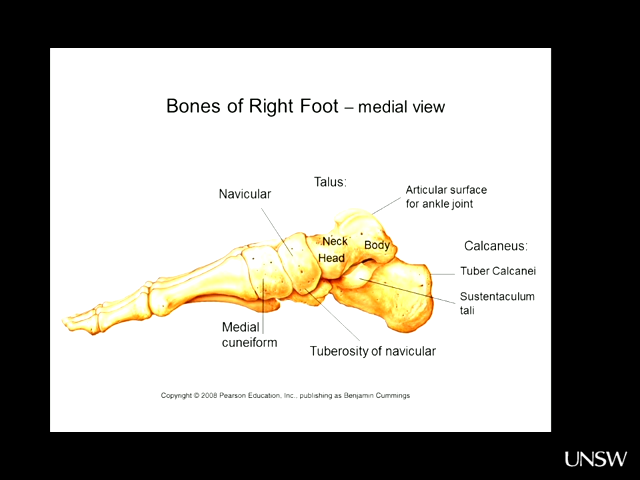 Bones of Right Foot – medial view
Talus:
Navicular
Articular surface
for ankle joint
Neck
Body
Head
Calcaneus:
Tuber Calcanei
Sustentaculum
tali
Medial
cuneiform
Tuberosity of navicular
Copyright © 2008 Pearson Education, Inc., publishing as Benjamin Cummings
UNSW